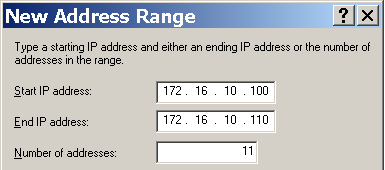 New Address Range ? ×
Type a starting IP address and either an ending IP address or the number of
addresses in the range.
Start IP address: 172 . 16 . 10 . 100
End IP address: 172 . 16 . 10 . 110
Number of addresses: 11